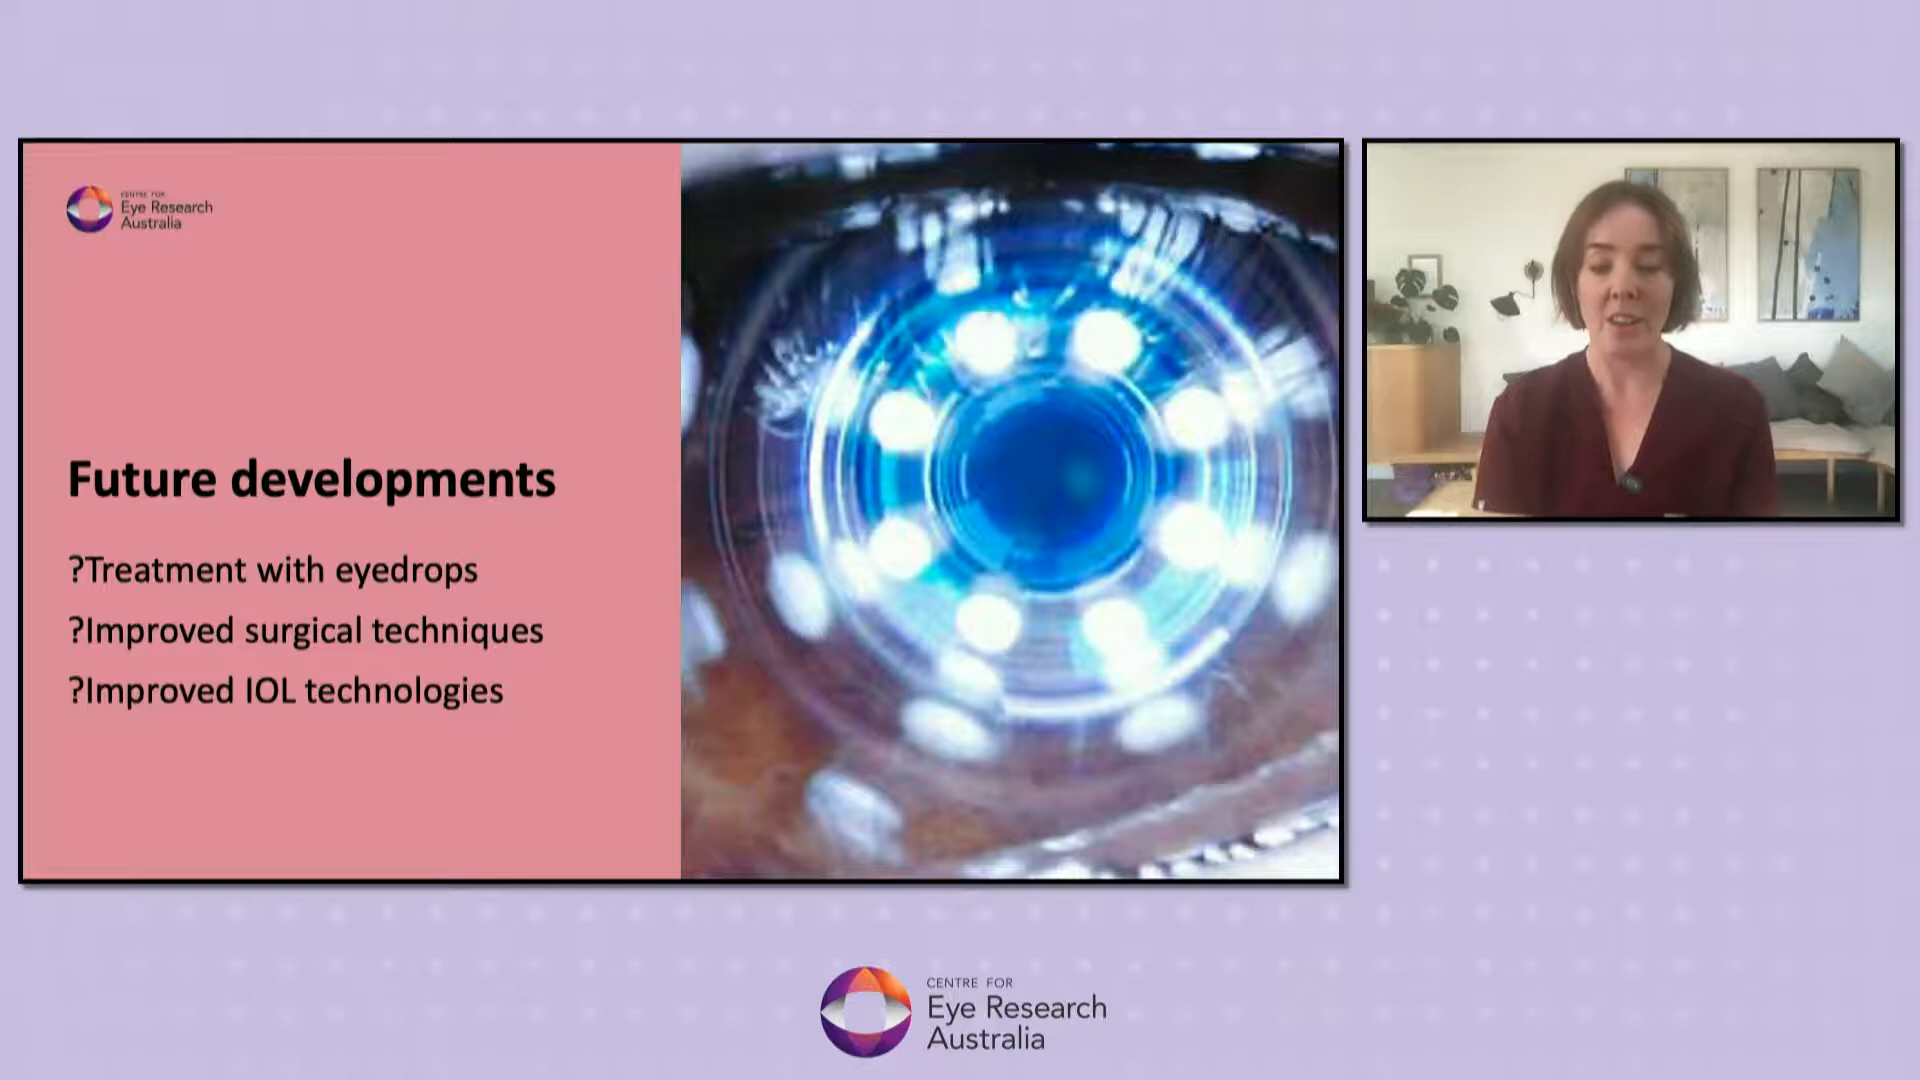 CENTRE FOR
Eye Research
Australia
Future developments
?Treatment with eyedrops
?Improved surgical techniques
?Improved IOL technologies
CENTRE FOR
Eye Research
Australia